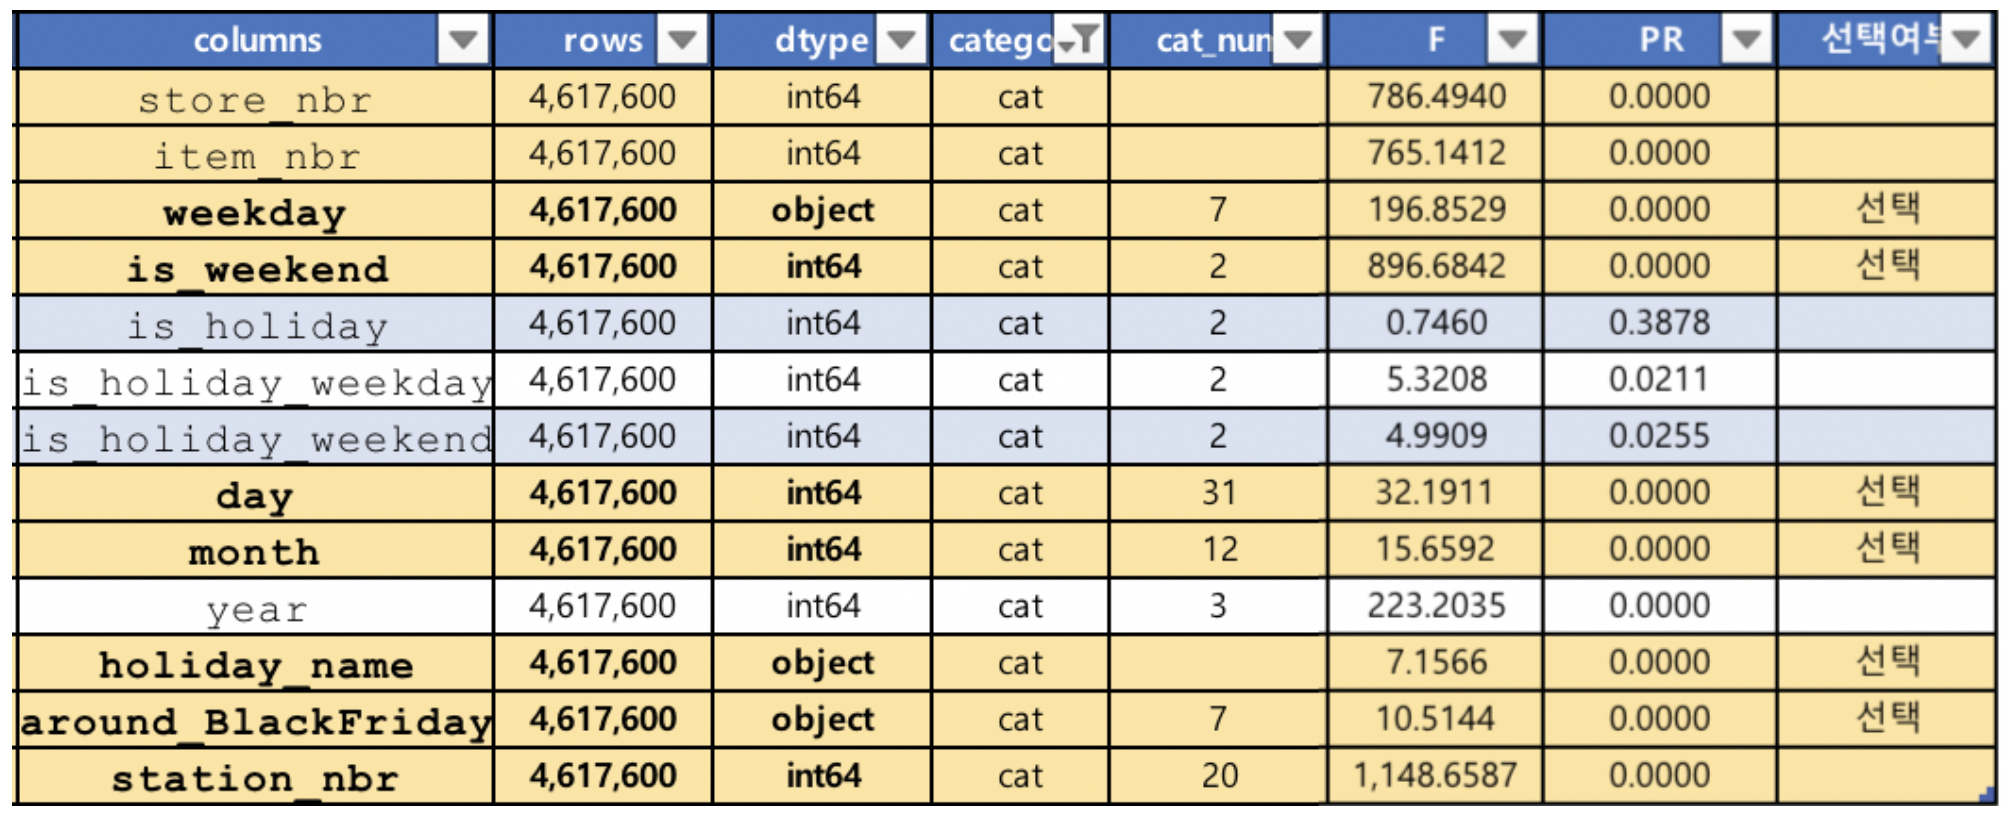 columns rows dtype catego cat_num F PR 선택여부
store_nbr 4,617,600 int64 cat 786.4940 0.0000
item_nbr 4,617,600 int64 cat 765.1412 0.0000
weekday 4,617,600 object cat 7 196.8529 0.0000 선택
is_weekend 4,617,600 int64 cat 2 896.6842 0.0000 선택
is_holiday 4,617,600 int64 cat 2 0.7460 0.3878
is_holiday_weekday 4,617,600 int64 cat 2 5.3208 0.0211
is_holiday_weekend 4,617,600 int64 cat 2 4.9909 0.0255
day 4,617,600 int64 cat 31 32.1911 0.0000 선택
month 4,617,600 int64 cat 12 15.6592 0.0000 선택
year 4,617,600 int64 cat 3 223.2035 0.0000
holiday_name 4,617,600 object cat 7.1566 0.0000 선택
around_BlackFriday 4,617,600 object cat 7 10.5144 0.0000 선택
station_nbr 4,617,600 int64 cat 20 1,148.6587 0.0000